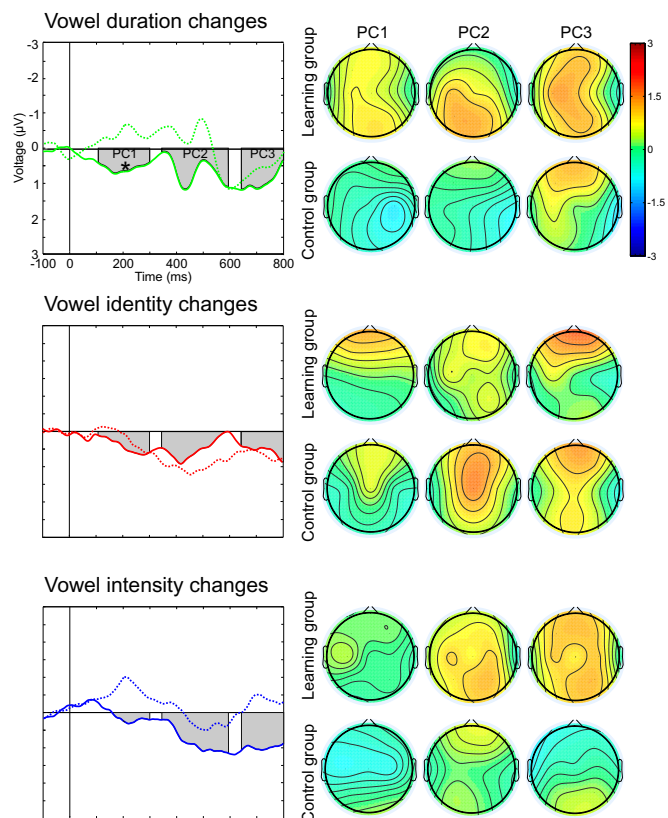 Vowel duration changes
PC1 PC2 PC3
-3
-2
-1
0
1
2
3
Voltage (µV)
PC1 PC2 PC3
*
-100 0 200 400 600 800
Time (ms)
Learning group
Control group
3
1.5
0
-1.5
-3
Vowel identity changes
Learning group
Control group
Vowel intensity changes
Learning group
Control group